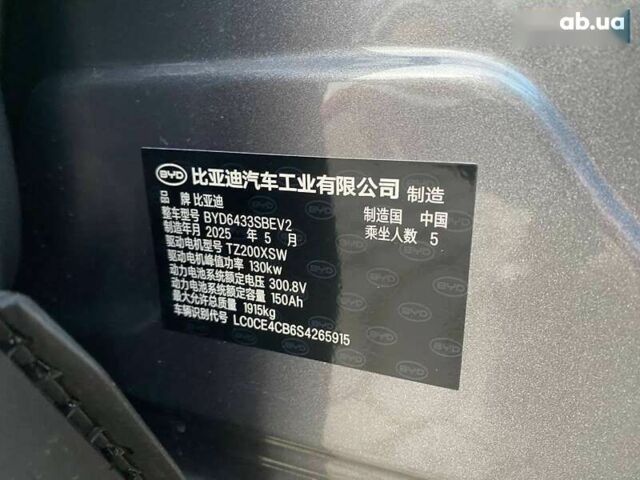 ab.ua
BYD 比亚迪汽车工业有限公司 制造
品 牌 比亚迪
整车型号 BYD6433SBEV2 制造国 中国
制造年月 2025 年 5 月 乘坐人数 5
驱动电机型号 TZ200XSW
驱动电机峰值功率 130kw
动力电池系统额定电压 300.8V
动力电池系统额定容量 150Ah
最大允许总质量 1915kg
车辆识别代号 LC0CE4CB6S4265915